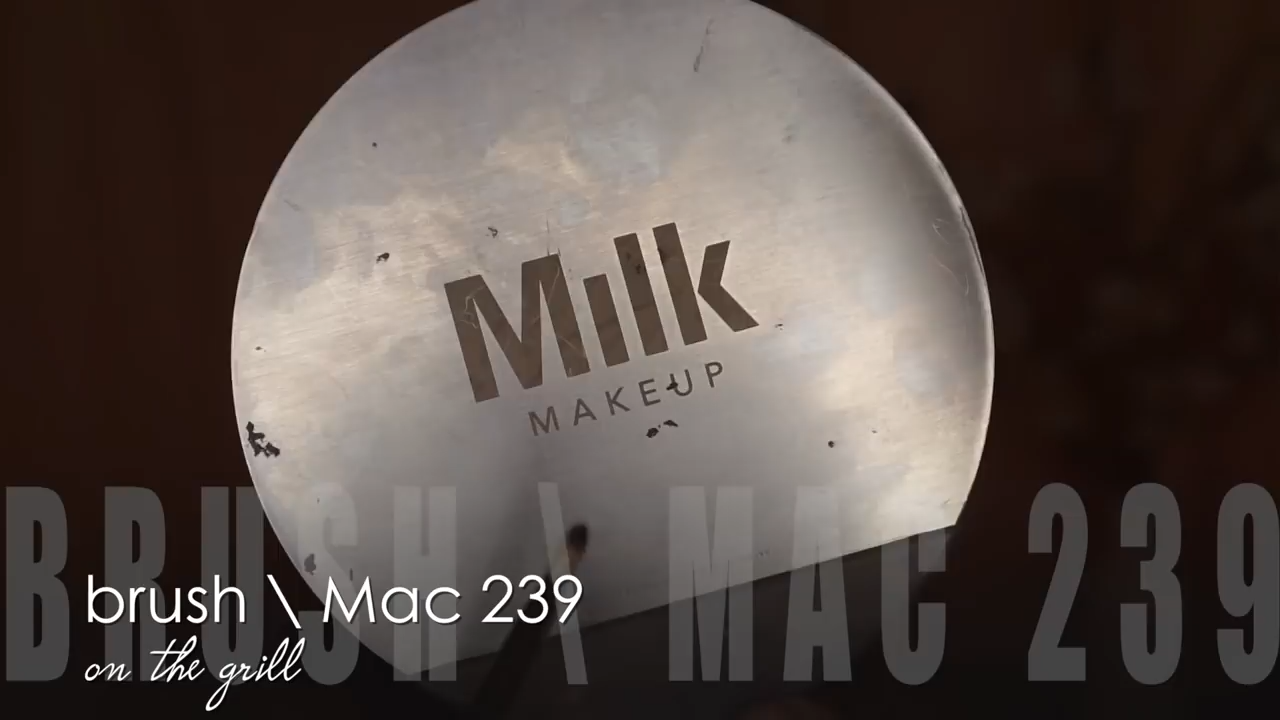 Milk
MAKEUP
BRUSH \ MAC 239
brush \ Mac 239
on the grill